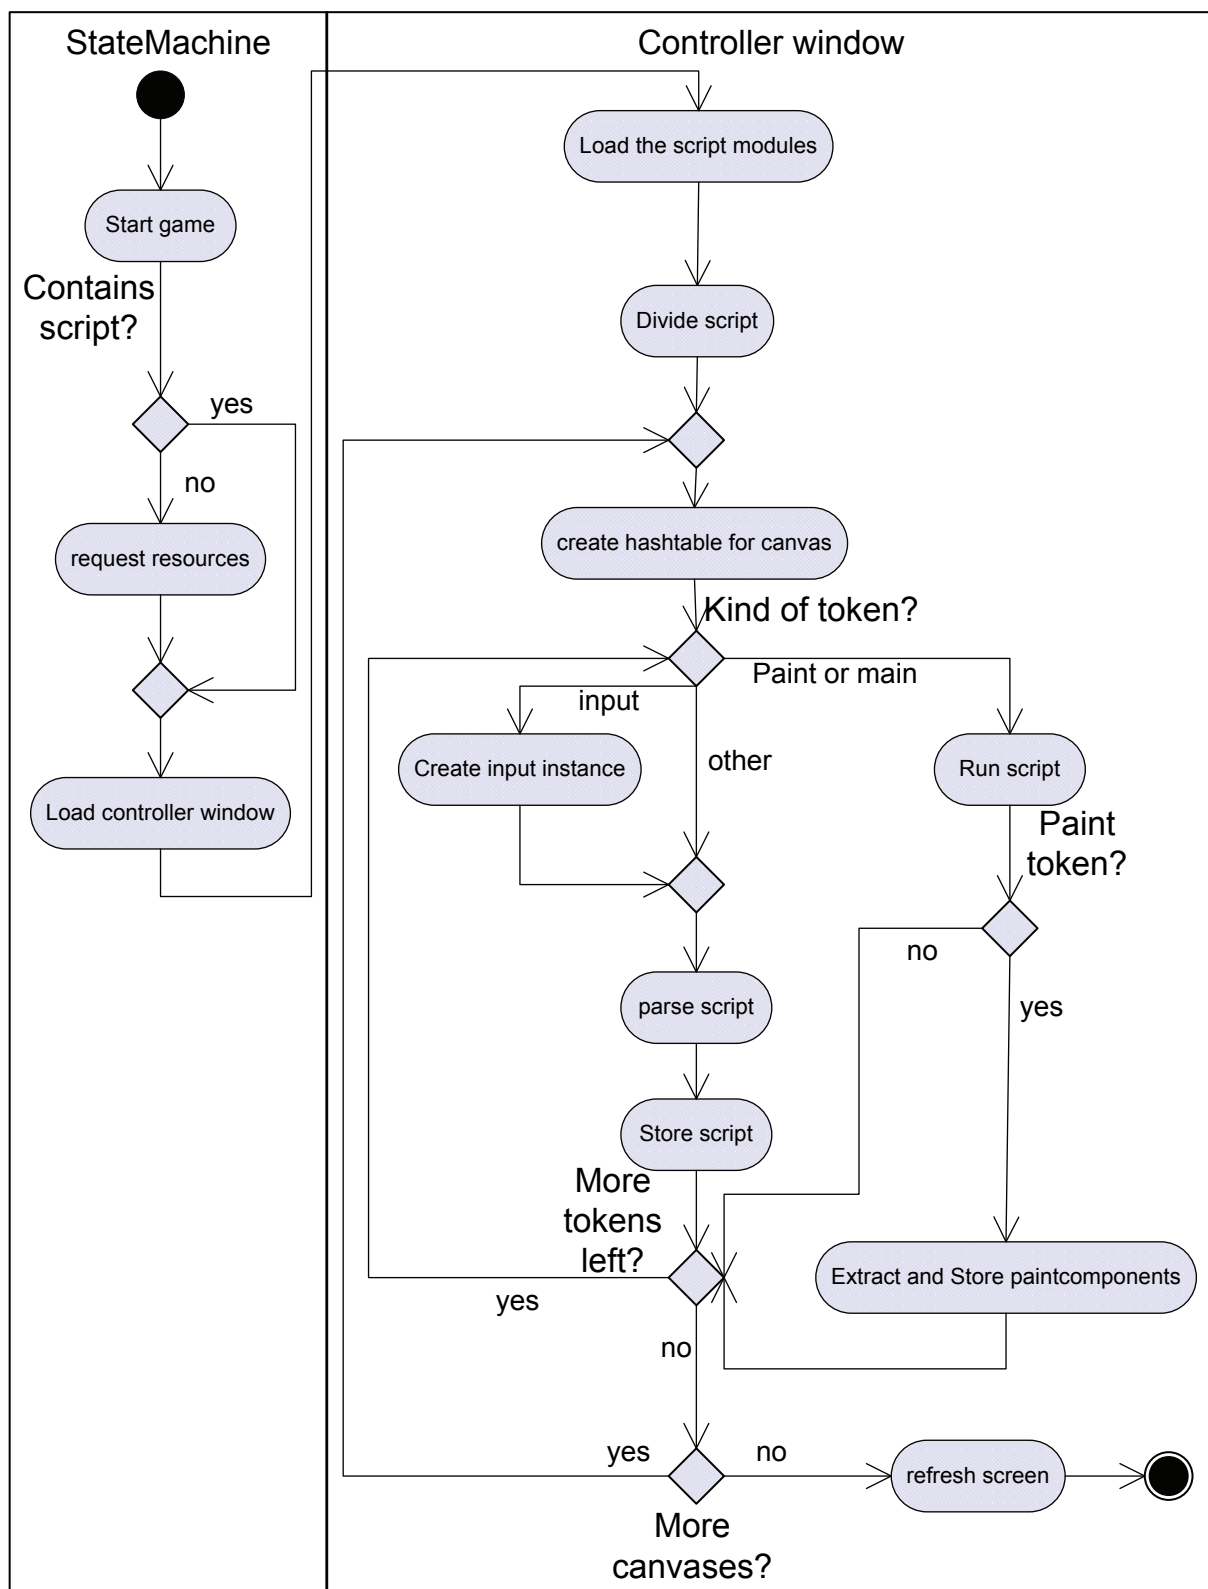 StateMachine
Controller window
Load the script modules
Start game
Contains
script?
Divide script
yes
no
request resources
create hashtable for canvas
Kind of token?
Paint or main
input
Create input instance
other
Run script
Load controller window
Paint
token?
no
yes
parse script
Store script
More
tokens
left?
Extract and Store paintcomponents
yes
no
yes
no
refresh screen
More
canvases?